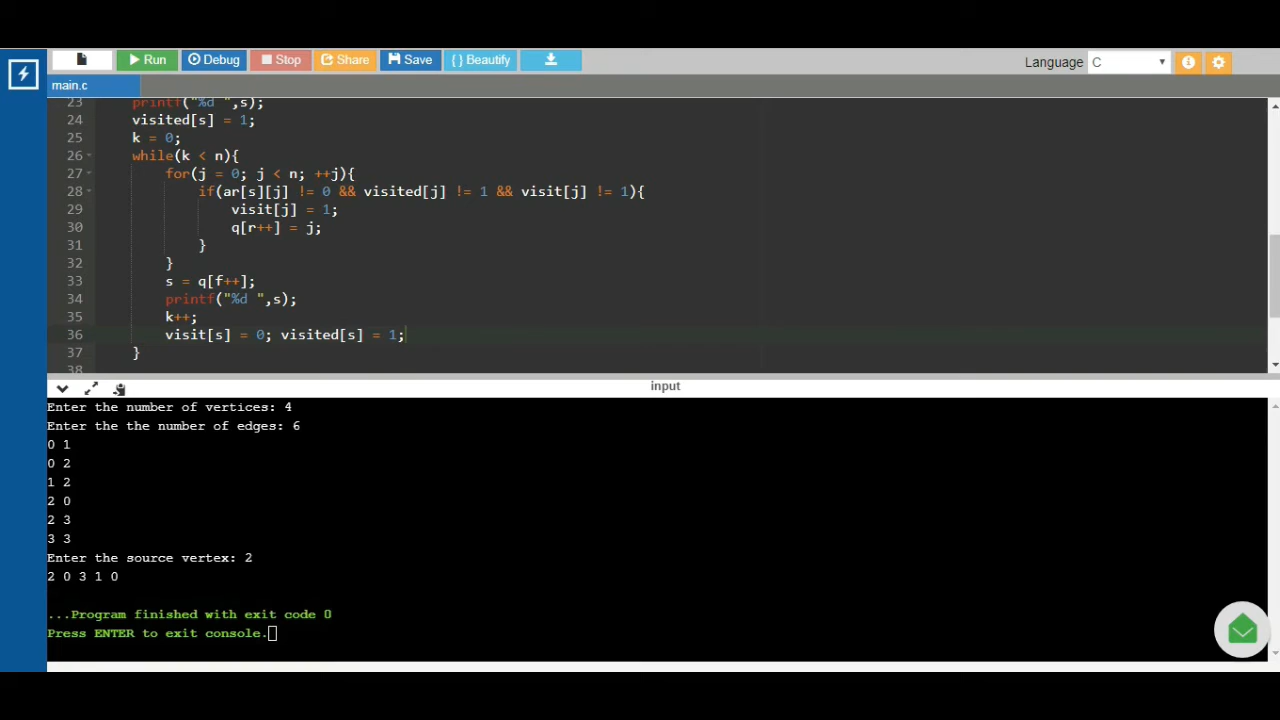 Run Debug Stop Share Save { } Beautify Language C
main.c
23 printf("%d ",s);
24 visited[s] = 1;
25 k = 0;
26 while(k < n){
27 for(j = 0; j < n; ++j){
28 if(ar[s][j] != 0 && visited[j] != 1 && visit[j] != 1){
29 visit[j] = 1;
30 q[r++] = j;
31 }
32 }
33 s = q[f++];
34 printf("%d ",s);
35 k++;
36 visit[s] = 0; visited[s] = 1;
37 }
38
input
Enter the number of vertices: 4
Enter the the number of edges: 6
0 1
0 2
1 2
2 0
2 3
3 3
Enter the source vertex: 2
2 0 3 1 0
...Program finished with exit code 0
Press ENTER to exit console.